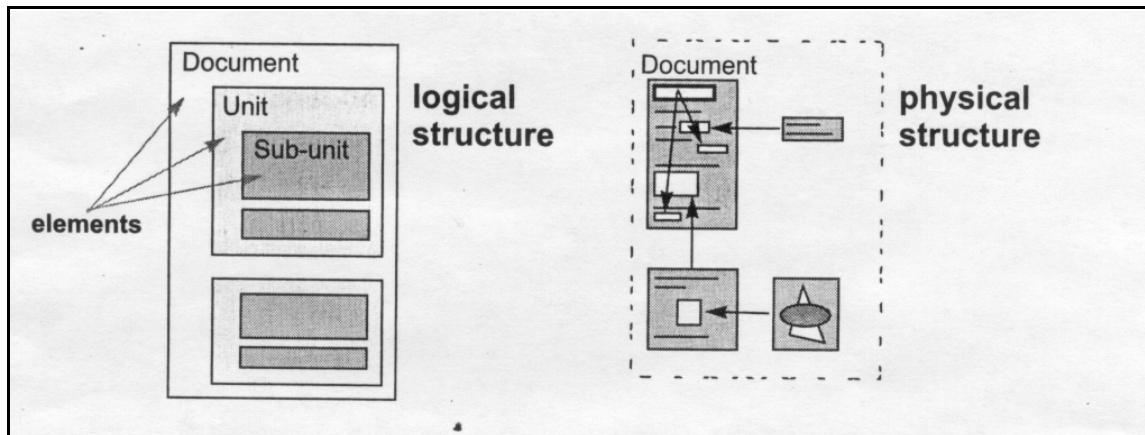 Document
Unit
Sub-unit
elements
logical
structure
Document
physical
structure